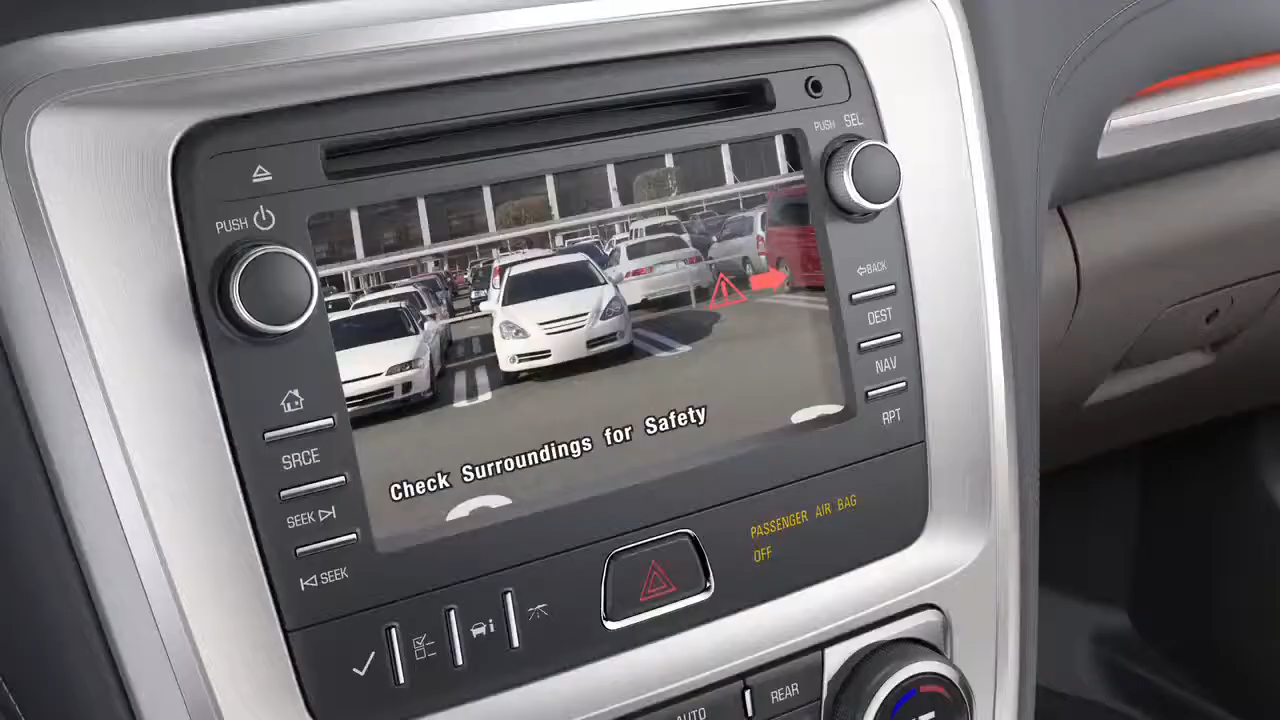 PUSH
PUSH SEL
BACK
DEST
NAV
RPT
SRCE
SEEK
SEEK
Check Surroundings for Safety
PASSENGER AIR BAG
OFF
AUTO
REAR